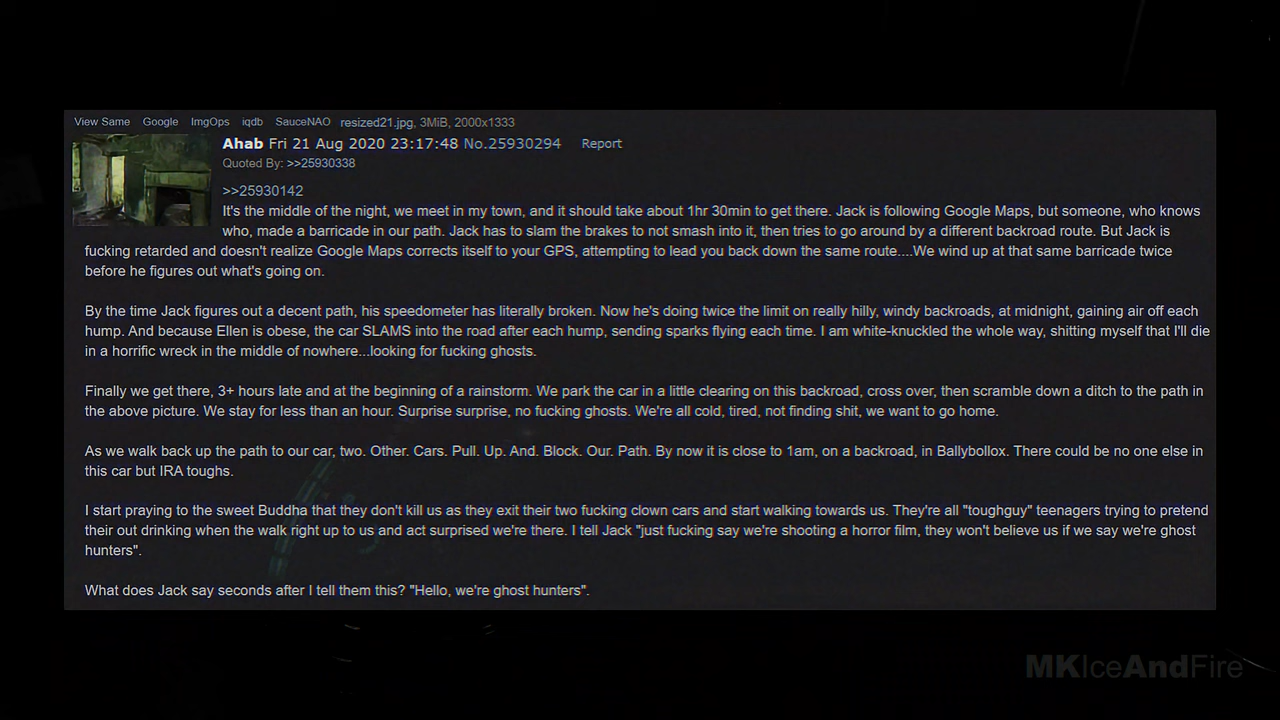 View Same Google ImgOps iqdb SauceNAO resized21.jpg, 3MiB, 2000x1333
Ahab Fri 21 Aug 2020 23:17:48 No.25930294 Report
Quoted By: >>25930338
>>25930142
It's the middle of the night, we meet in my town, and it should take about 1hr 30min to get there. Jack is following Google Maps, but someone, who knows
who, made a barricade in our path. Jack has to slam the brakes to not smash into it, then tries to go around by a different backroad route. But Jack is
fucking retarded and doesn't realize Google Maps corrects itself to your GPS, attempting to lead you back down the same route....We wind up at that same barricade twice
before he figures out what's going on.
By the time Jack figures out a decent path, his speedometer has literally broken. Now he's doing twice the limit on really hilly, windy backroads, at midnight, gaining air off each
hump. And because Ellen is obese, the car SLAMS into the road after each hump, sending sparks flying each time. I am white-knuckled the whole way, shitting myself that I'll die
in a horrific wreck in the middle of nowhere...looking for fucking ghosts.
Finally we get there, 3+ hours late and at the beginning of a rainstorm. We park the car in a little clearing on this backroad, cross over, then scramble down a ditch to the path in
the above picture. We stay for less than an hour. Surprise surprise, no fucking ghosts. We're all cold, tired, not finding shit, we want to go home.
As we walk back up the path to our car, two. Other. Cars. Pull. Up. And. Block. Our. Path. By now it is close to 1am, on a backroad, in Ballybollox. There could be no one else in
this car but IRA toughs.
I start praying to the sweet Buddha that they don't kill us as they exit their two fucking clown cars and start walking towards us. They're all "toughguy" teenagers trying to pretend
their out drinking when the walk right up to us and act surprised we're there. I tell Jack "just fucking say we're shooting a horror film, they won't believe us if we say we're ghost
hunters".
What does Jack say seconds after I tell them this? "Hello, we're ghost hunters".
MKIceAndFire